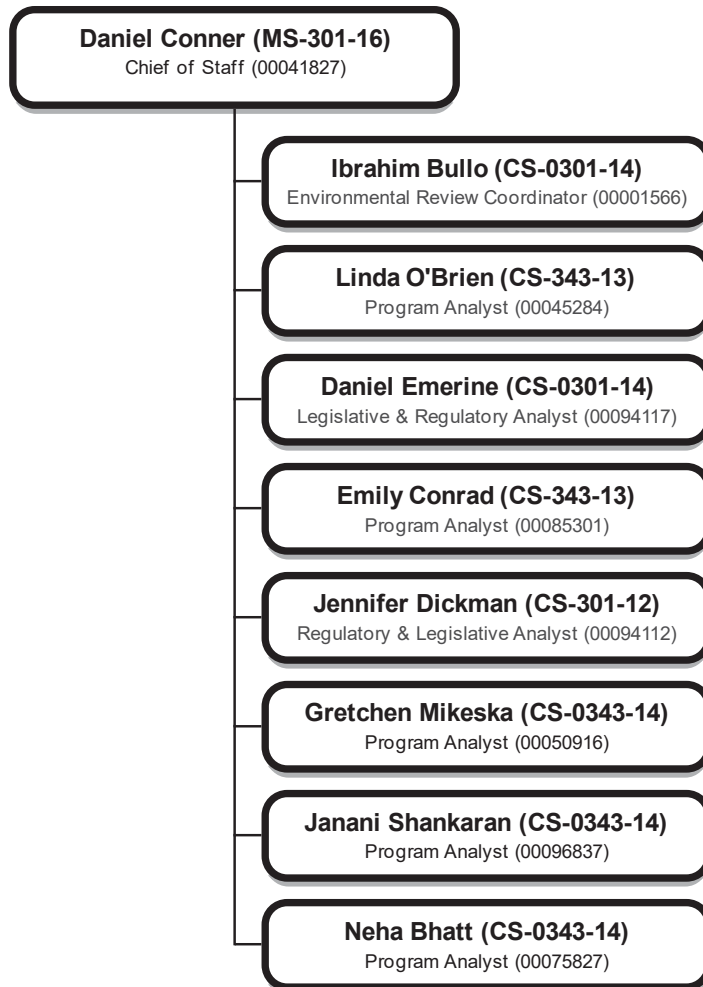 Daniel Conner (MS-301-16)
Chief of Staff (00041827)
Ibrahim Bullo (CS-0301-14)
Environmental Review Coordinator (00001566)
Linda O'Brien (CS-343-13)
Program Analyst (00045284)
Daniel Emerine (CS-0301-14)
Legislative & Regulatory Analyst (00094117)
Emily Conrad (CS-343-13)
Program Analyst (00085301)
Jennifer Dickman (CS-301-12)
Regulatory & Legislative Analyst (00094112)
Gretchen Mikeska (CS-0343-14)
Program Analyst (00050916)
Janani Shankaran (CS-0343-14)
Program Analyst (00096837)
Neha Bhatt (CS-0343-14)
Program Analyst (00075827)